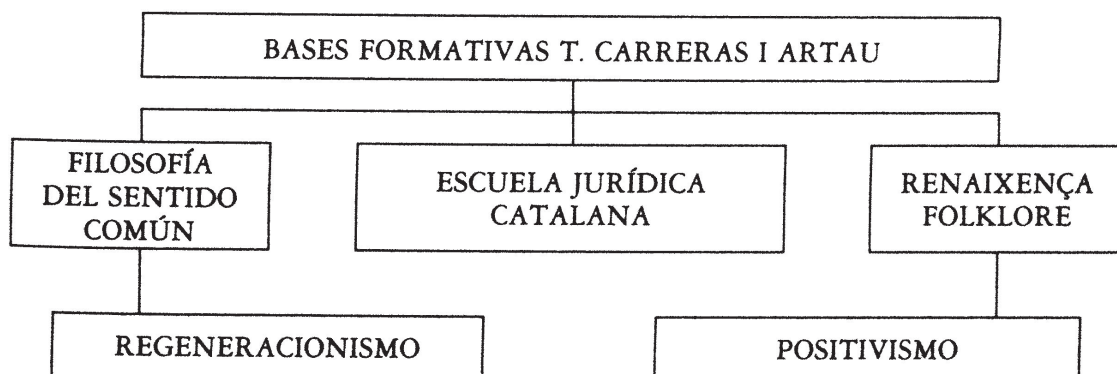 BASES FORMATIVAS T. CARRERAS I ARTAU
FILOSOFÍA
DEL SENTIDO
COMÚN
ESCUELA JURÍDICA
CATALANA
RENAIXENÇA
FOLKLORE
REGENERACIONISMO
POSITIVISMO